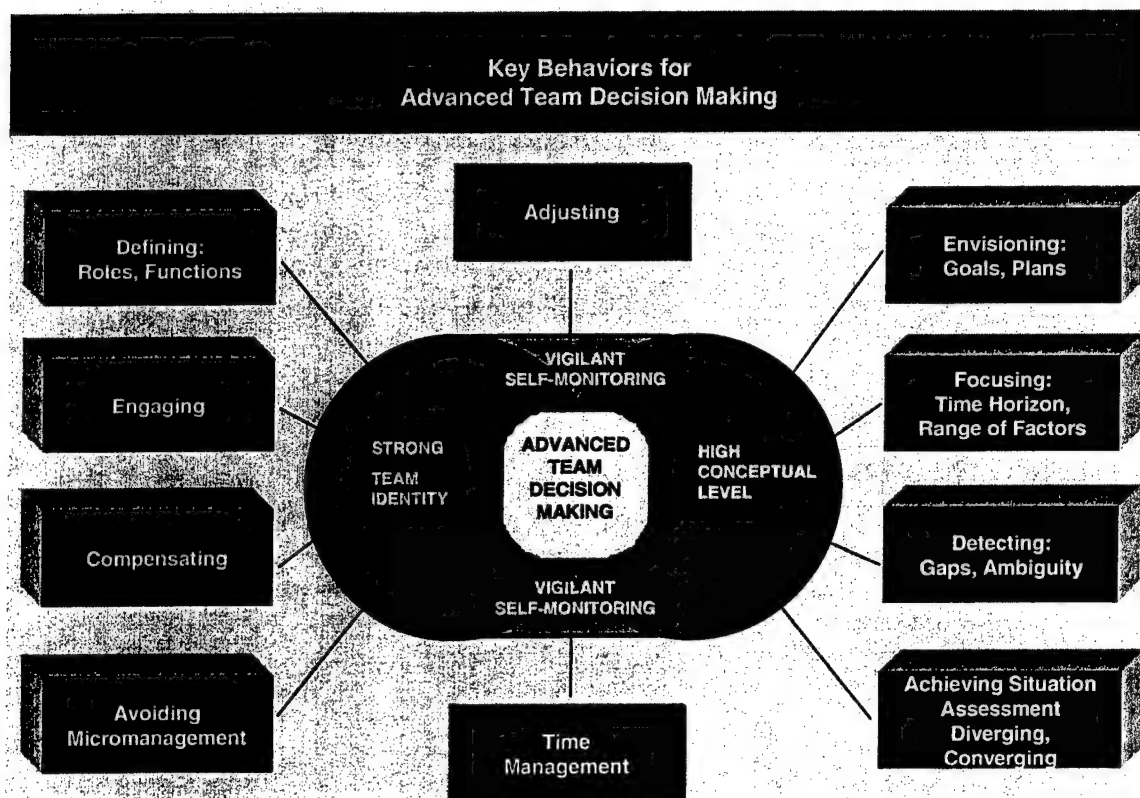 Key Behaviors for
Advanced Team Decision Making
Adjusting
Defining:
Roles, Functions
Envisioning:
Goals, Plans
Engaging
VIGILANT
SELF-MONITORING
Focusing:
Time Horizon,
Range of Factors
STRONG
TEAM
IDENTITY
ADVANCED
TEAM
DECISION
MAKING
HIGH
CONCEPTUAL
LEVEL
Compensating
Detecting:
Gaps, Ambiguity
VIGILANT
SELF-MONITORING
Avoiding
Micromanagement
Time
Management
Achieving Situation
Assessment
Diverging,
Converging